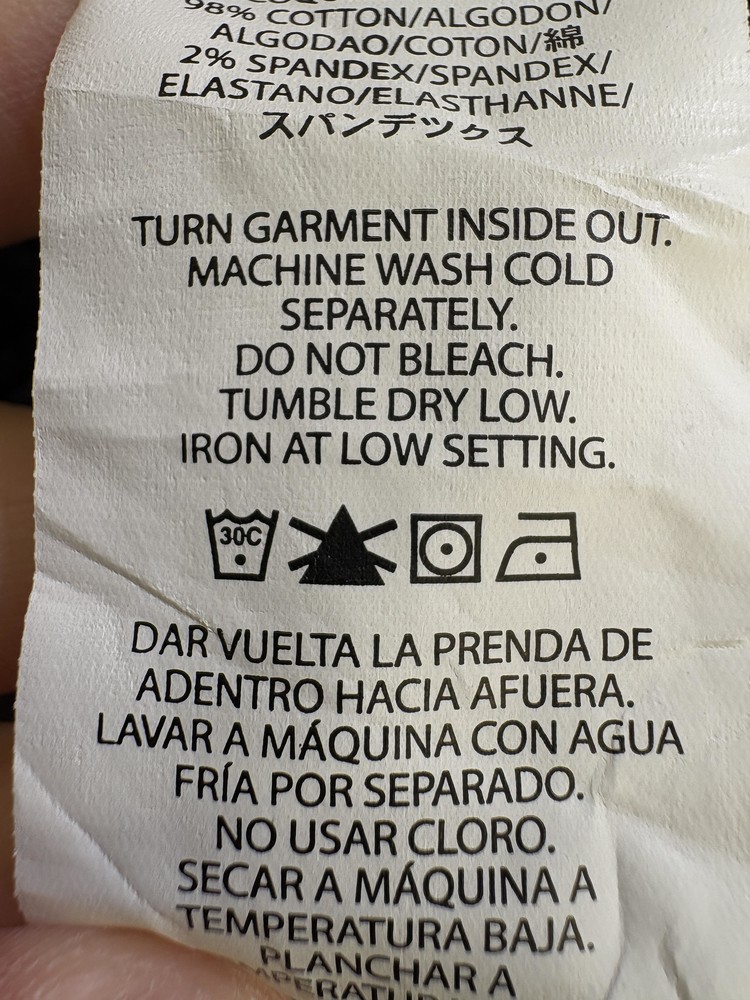 98% COTTON/ALGODON/
ALGODAO/COTON/綿
2% SPANDEX/SPANDEX/
ELASTANO/ELASTHANNE/
スパンデックス
TURN GARMENT INSIDE OUT.
MACHINE WASH COLD
SEPARATELY.
DO NOT BLEACH.
TUMBLE DRY LOW.
IRON AT LOW SETTING.
30C
DAR VUELTA LA PRENDA DE
ADENTRO HACIA AFUERA.
LAVAR A MÁQUINA CON AGUA
FRÍA POR SEPARADO.
NO USAR CLORO.
SECAR A MÁQUINA A
TEMPERATURA BAJA.
PLANCHAR A